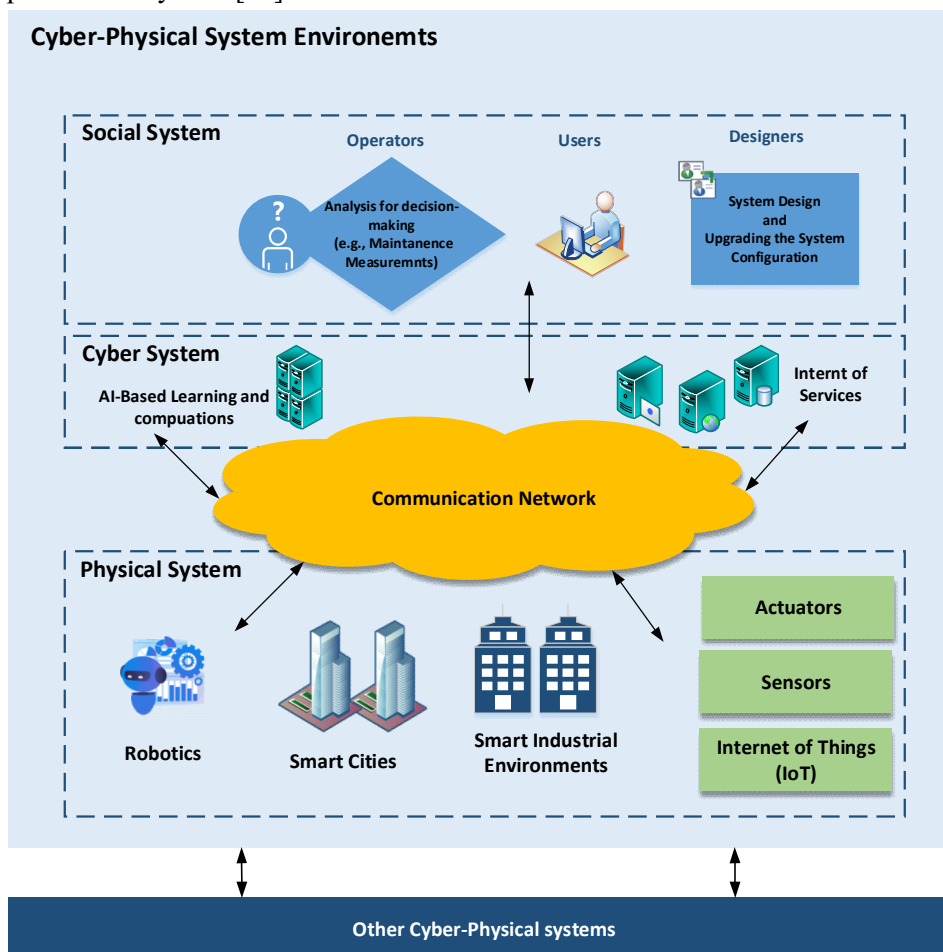 Cyber-Physical System Environemts
Social System
Operators
Users
Designers
?
Analysis for decision-
making
(e.g., Maintanence
Measuremnts)
System Design
and
Upgrading the System
Configuration
Cyber System
AI-Based Learning and
compuations
Internt of
Services
Communication Network
Physical System
Robotics
Smart Cities
Smart Industrial
Environments
Actuators
Sensors
Internet of Things
(IoT)
Other Cyber-Physical systems